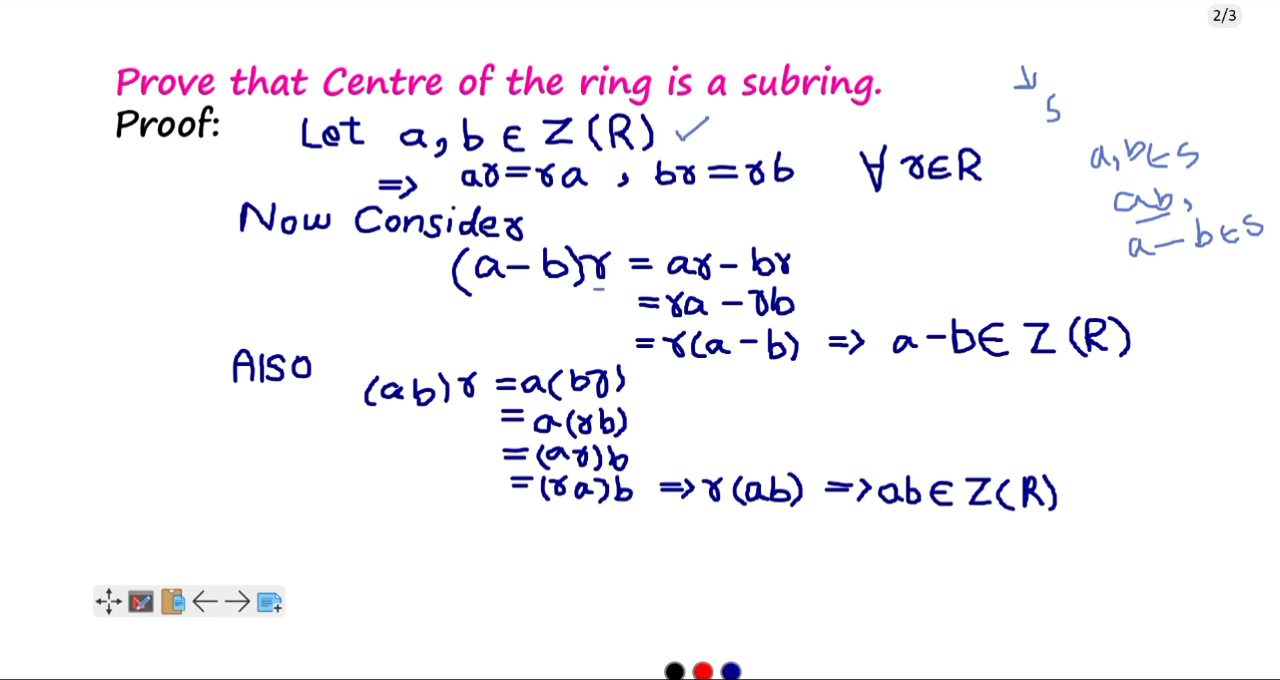 2/3
Prove that Centre of the ring is a subring.
Proof: Let a, b ∈ Z(R) ✓
=> ar = ra , br = rb ∀ r∈R
Now Consider
(a-b)r = ar - br
= ra - rb
= r(a-b) => a-b∈ Z(R)
Also (ab)r = a(br)
= a(rb)
= (ar)b
= (ra)b => r(ab) => ab∈ Z(R)
S
a, b ∈ S
ab,
a-b∈S